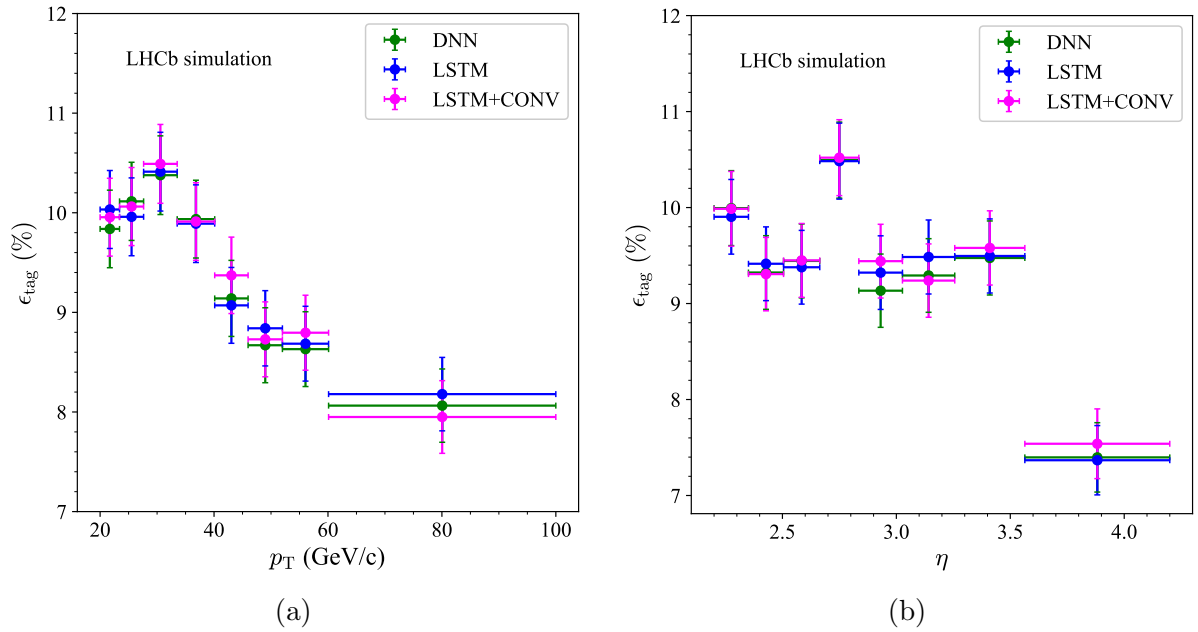 12
11
10
9
8
7
ϵtag (%)
LHCb simulation
DNN
LSTM
LSTM+CONV
20
40
60
80
100
pT (GeV/c)
(a)
12
11
10
9
8
7
ϵtag (%)
LHCb simulation
DNN
LSTM
LSTM+CONV
2.5
3.0
3.5
4.0
η
(b)